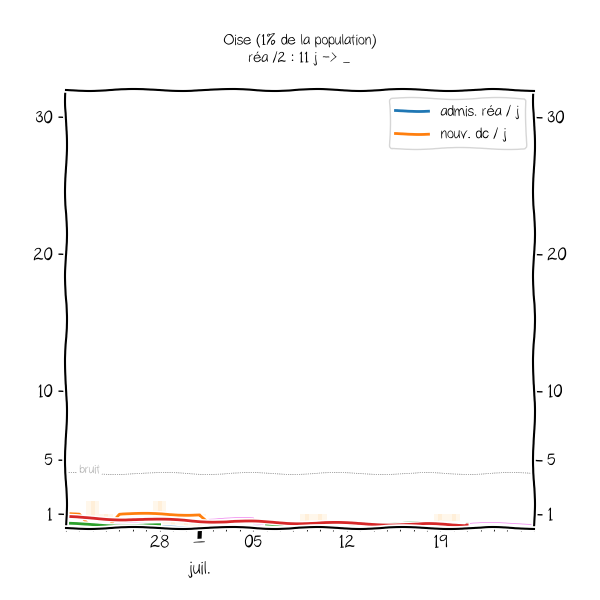 Oise (1% de la population)
réa /2 : 11 j -> _
admis. réa / j
nouv. dc / j
30
30
20
20
10
10
5
5
bruit
1
1
28
05
12
19
juil.